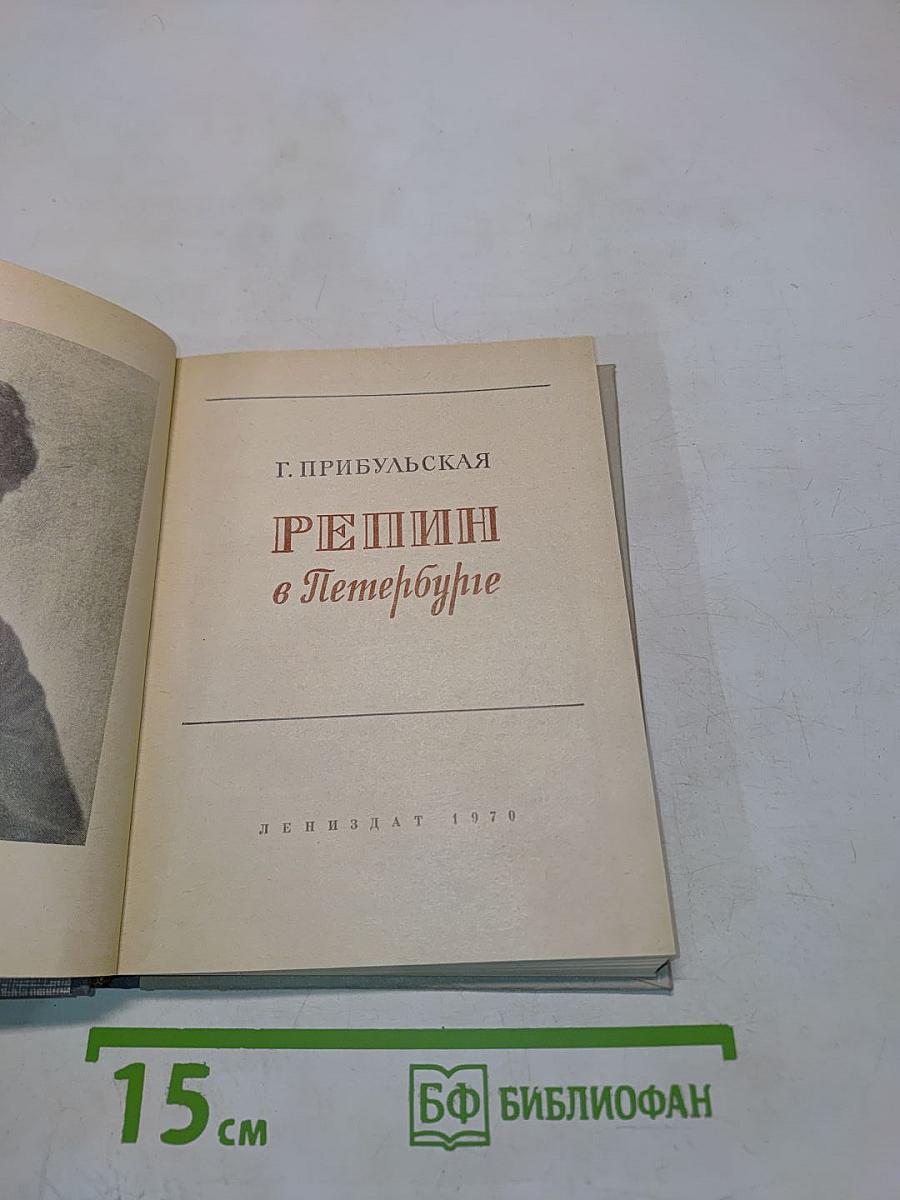 Г. ПРИБУЛЬСКАЯ
РЕПИН
в Петербурге
ЛЕНИЗДАТ 1970
15 см
БФ БИБЛИОФАН